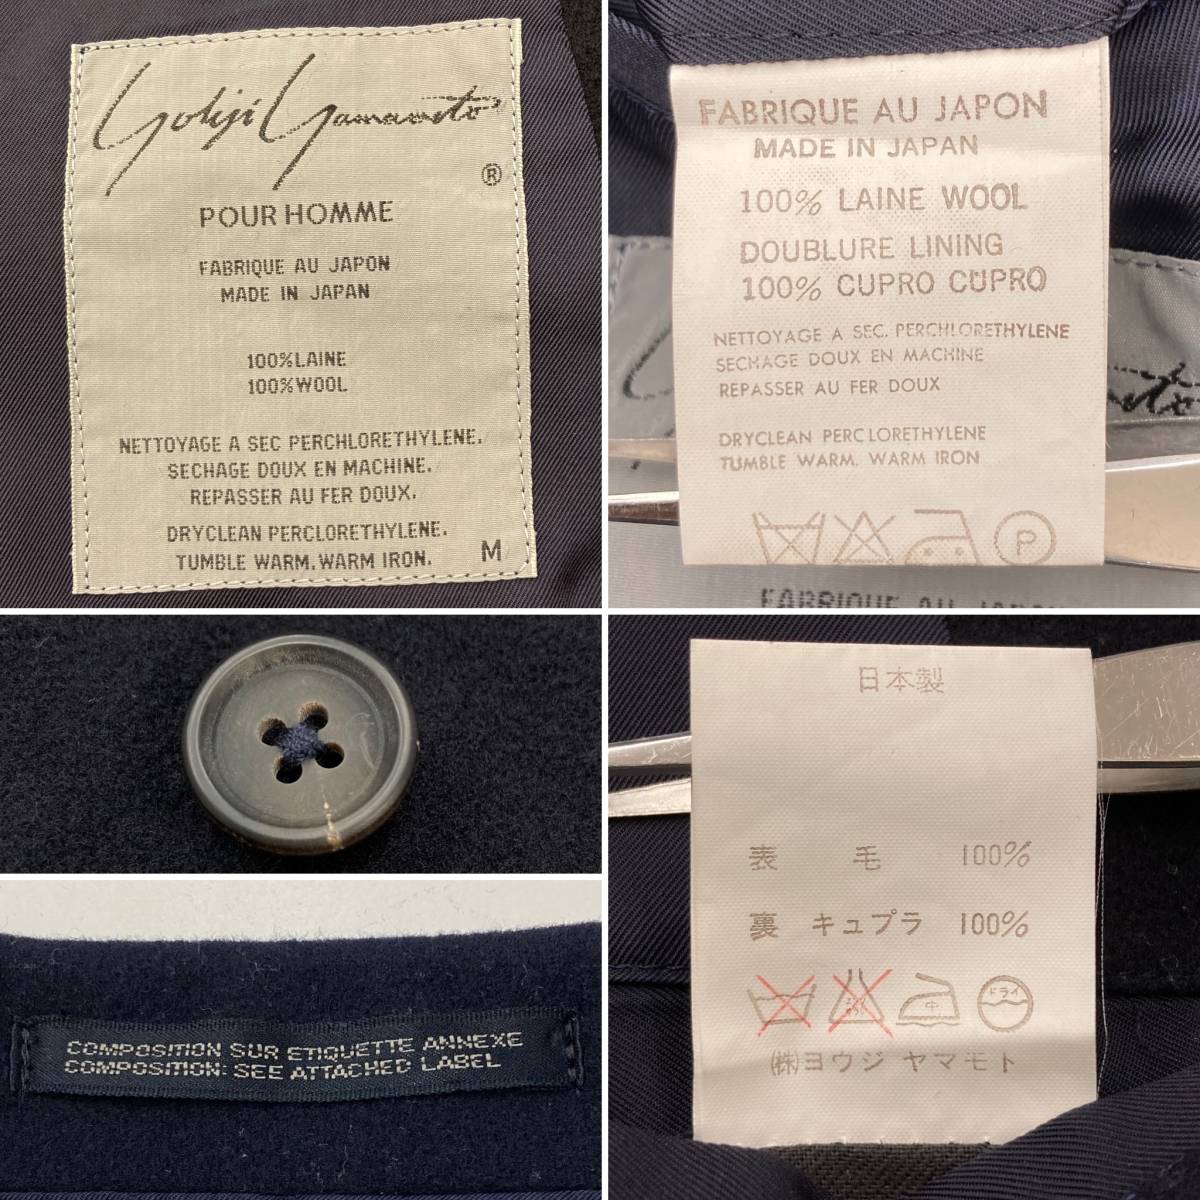 Yohji Yamamoto
®
POUR HOMME
FABRIQUE AU JAPON
MADE IN JAPAN
100%LAINE
100%WOOL
NETTOYAGE A SEC PERCHLORETHYLENE.
SECHAGE DOUX EN MACHINE.
REPASSER AU FER DOUX.
DRYCLEAN PERCLORETHYLENE.
TUMBLE WARM. WARM IRON.
M
FABRIQUE AU JAPON
MADE IN JAPAN
100% LAINE WOOL
DOUBLURE LINING
100% CUPRO CUPRO
NETTOYAGE A SEC. PERCHLORETHYLENE
SECHAGE DOUX EN MACHINE
REPASSER AU FER DOUX
DRYCLEAN PERCLORETHYLENE
TUMBLE WARM. WARM IRON
P
FABRIQUE AU JAPON
COMPOSITION SUR ETIQUETTE ANNEXE
COMPOSITION: SEE ATTACHED LABEL
日本製
表 毛 100%
裏 キュプラ 100%
中 ドライ
㈱ヨウジ ヤマモト